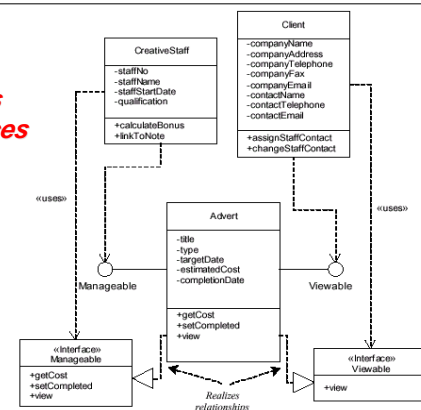 CreativeStaff
-staffNo
-staffName
-staffStartDate
-qualification
+calculateBonus
+linkToNote
Client
-companyName
-companyAddress
-companyTelephone
-companyFax
-companyEmail
-contactName
-contactTelephone
-contactEmail
+assignStaffContact
+changeStaffContact
«uses»
«uses»
Advert
-title
-type
-targetDate
-estimatedCost
-completionDate
+getCost
+setCompleted
+view
Manageable
Viewable
«Interface»
Manageable
+getCost
+setCompleted
+view
«Interface»
Viewable
+view
Realizes
relationships